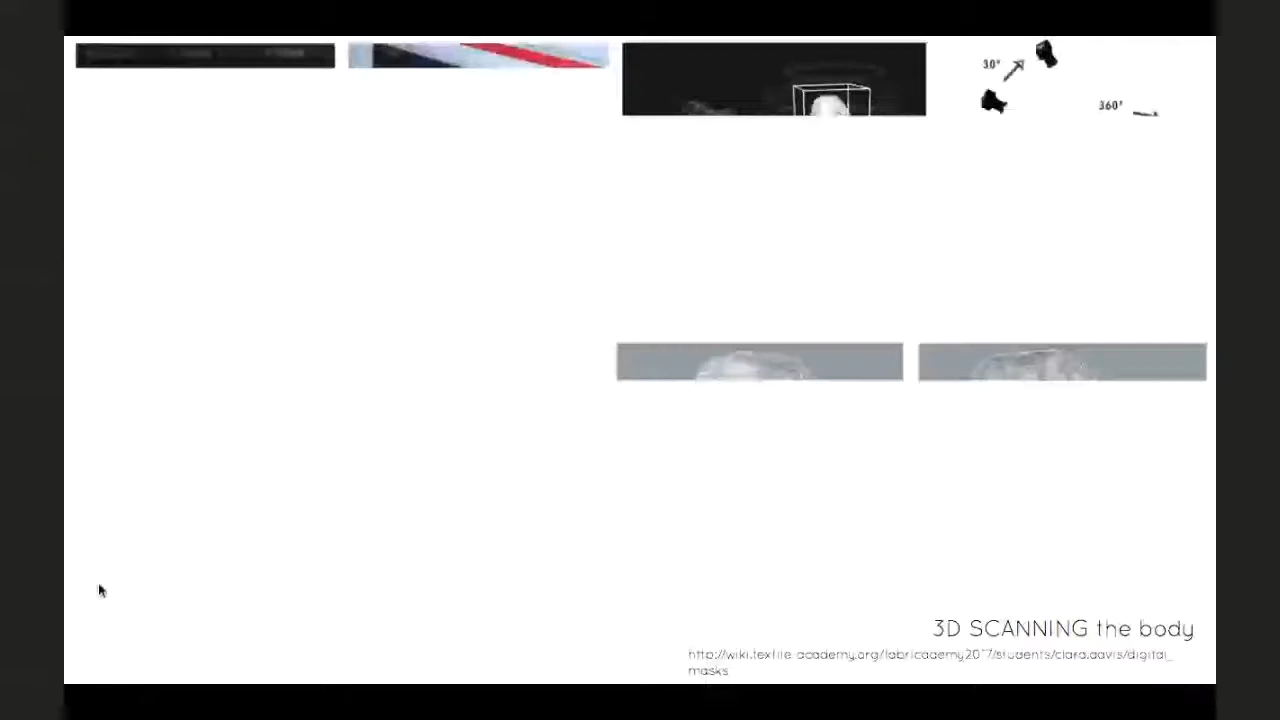 30°
360°
3D SCANNING the body
http://wiki.textile-academy.org/fabricademy2017/students/clara.davis/digital_
masks